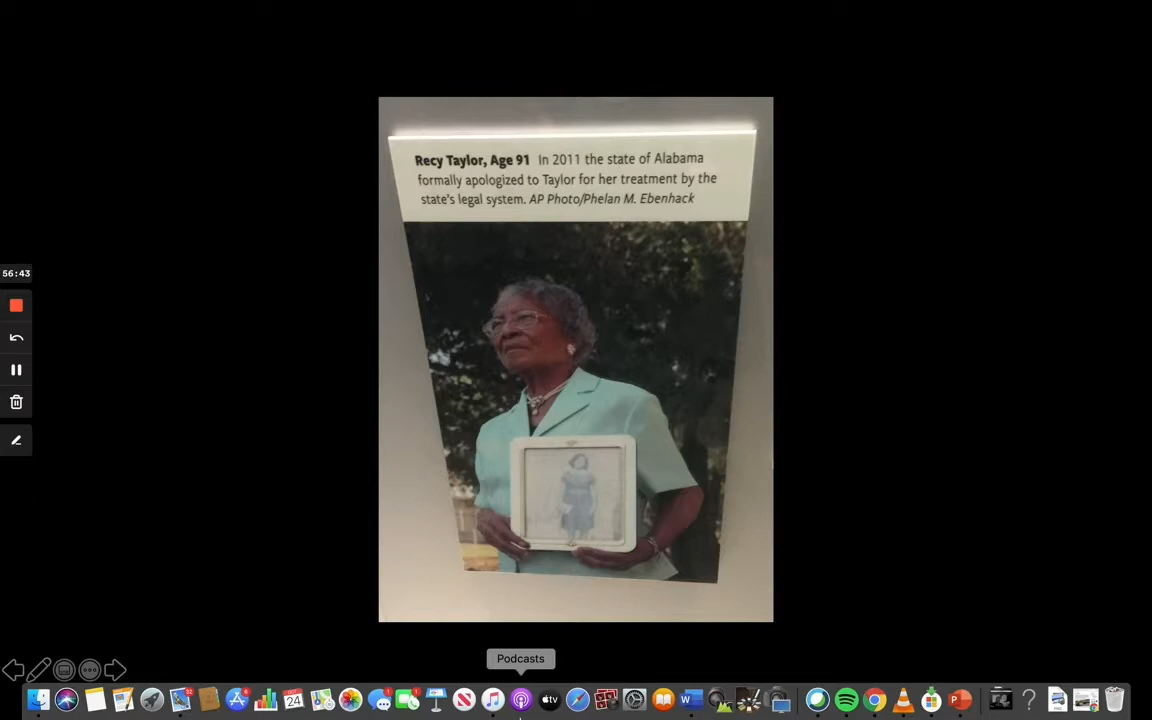 Recy Taylor, Age 91 In 2011 the state of Alabama
formally apologized to Taylor for her treatment by the
state's legal system. AP Photo/Phelan M. Ebenhack
56:43
Podcasts